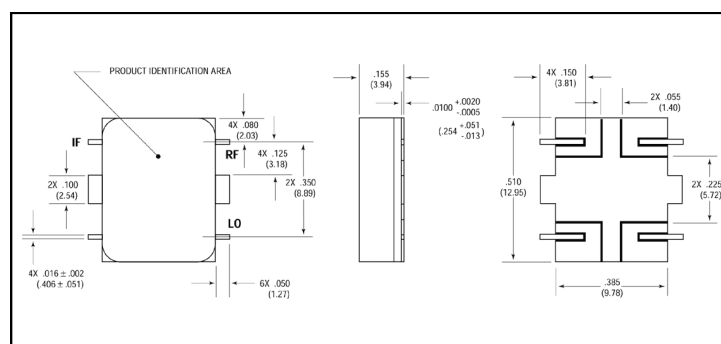 PRODUCT IDENTIFICATION AREA
IF
RF
LO
4X .080
(2.03)
4X .125
(3.18)
2X .350
(8.89)
2X .100
(2.54)
4X .016 ± .002
(.406 ± .051)
6X .050
(1.27)
.155
(3.94)
.0100 +.0020
-.0005
(.254 +.051
-.013)
4X .150
(3.81)
2X .055
(1.40)
.510
(12.95)
2X .225
(5.72)
.385
(9.78)